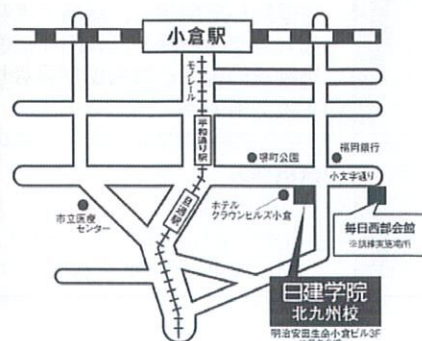 小倉駅
モノレール
平和通り駅
旦過駅
堺町公園
福岡銀行
小文字通り
市立医療
センター
ホテル
クラウンヒルズ小倉
毎日西部会館
※訓練実施場所
日建学院
北九州校
明治安田生命小倉ビル3F